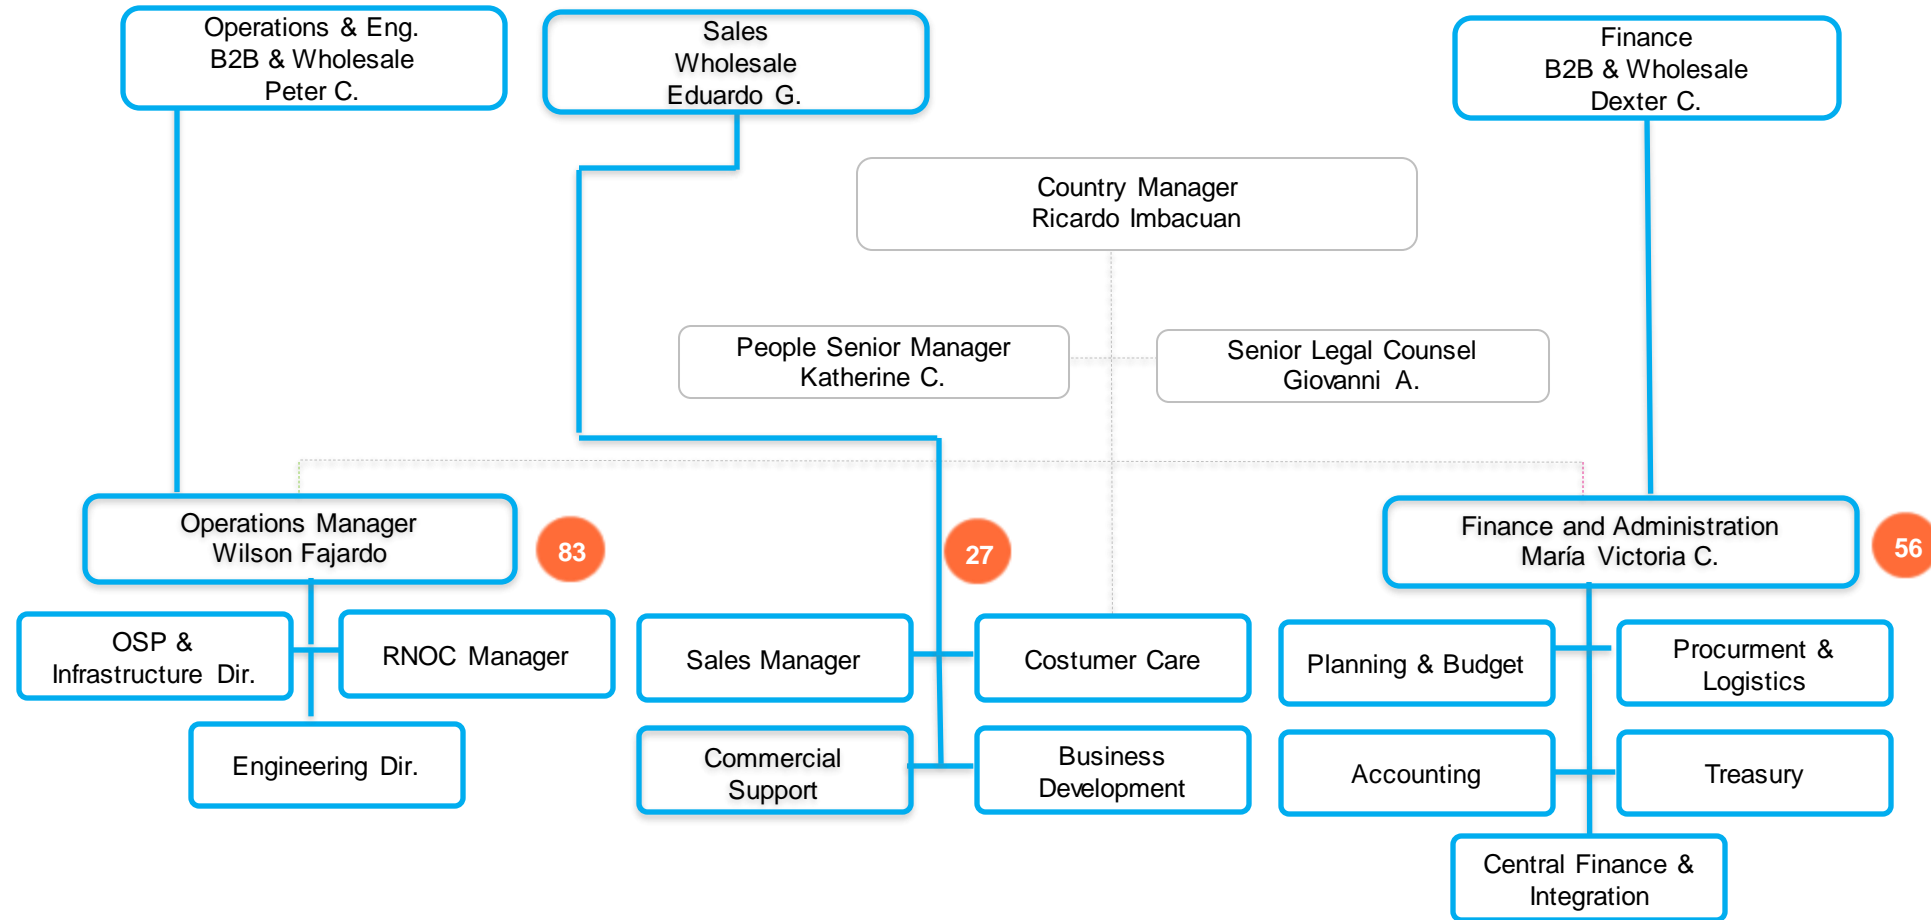 Operations & Eng.
B2B & Wholesale
Peter C.
Sales
Wholesale
Eduardo G.
Finance
B2B & Wholesale
Dexter C.
Country Manager
Ricardo Imbacuan
People Senior Manager
Katherine C.
Senior Legal Counsel
Giovanni A.
Operations Manager
Wilson Fajardo
83
27
Finance and Administration
María Victoria C.
56
OSP &
Infrastructure Dir.
RNOC Manager
Engineering Dir.
Sales Manager
Costumer Care
Commercial
Support
Business
Development
Planning & Budget
Procurment &
Logistics
Accounting
Treasury
Central Finance &
Integration